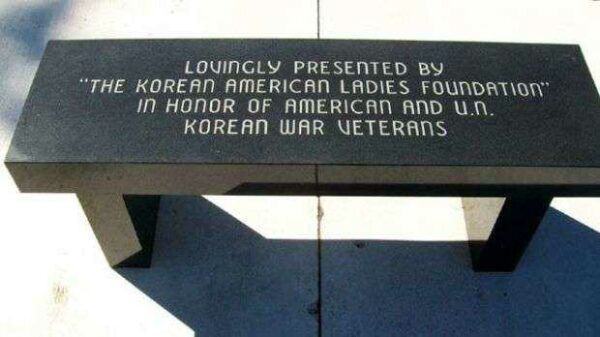 LOVINGLY PRESENTED BY
"THE KOREAN AMERICAN LADIES FOUNDATION"
IN HONOR OF AMERICAN AND U.N.
KOREAN WAR VETERANS